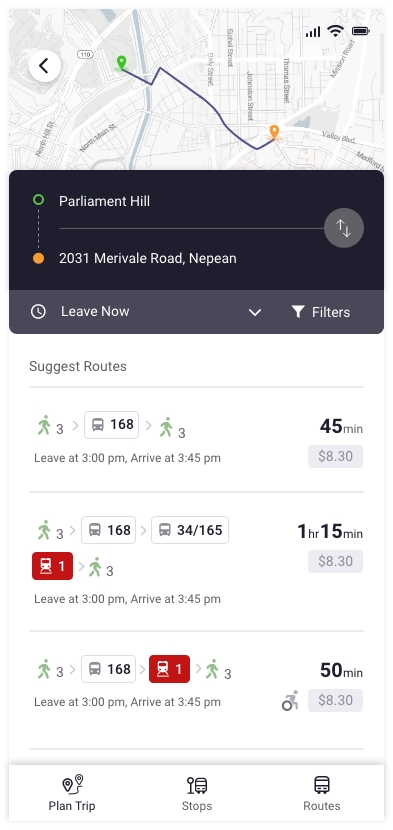 110
Sichel Street
Daly Street
Johnston Street
Thomas Street
Mission Road
North Main St.
North Hill St
Valley Blvd.
Medford S
Parliament Hill
2031 Merivale Road, Nepean
Leave Now
Filters
Suggest Routes
3 168 3 45min
Leave at 3:00 pm, Arrive at 3:45 pm $8.30
3 168 34/165 1hr15min
1 3 $8.30
Leave at 3:00 pm, Arrive at 3:45 pm
3 168 1 3 50min
Leave at 3:00 pm, Arrive at 3:45 pm $8.30
Plan Trip Stops Routes